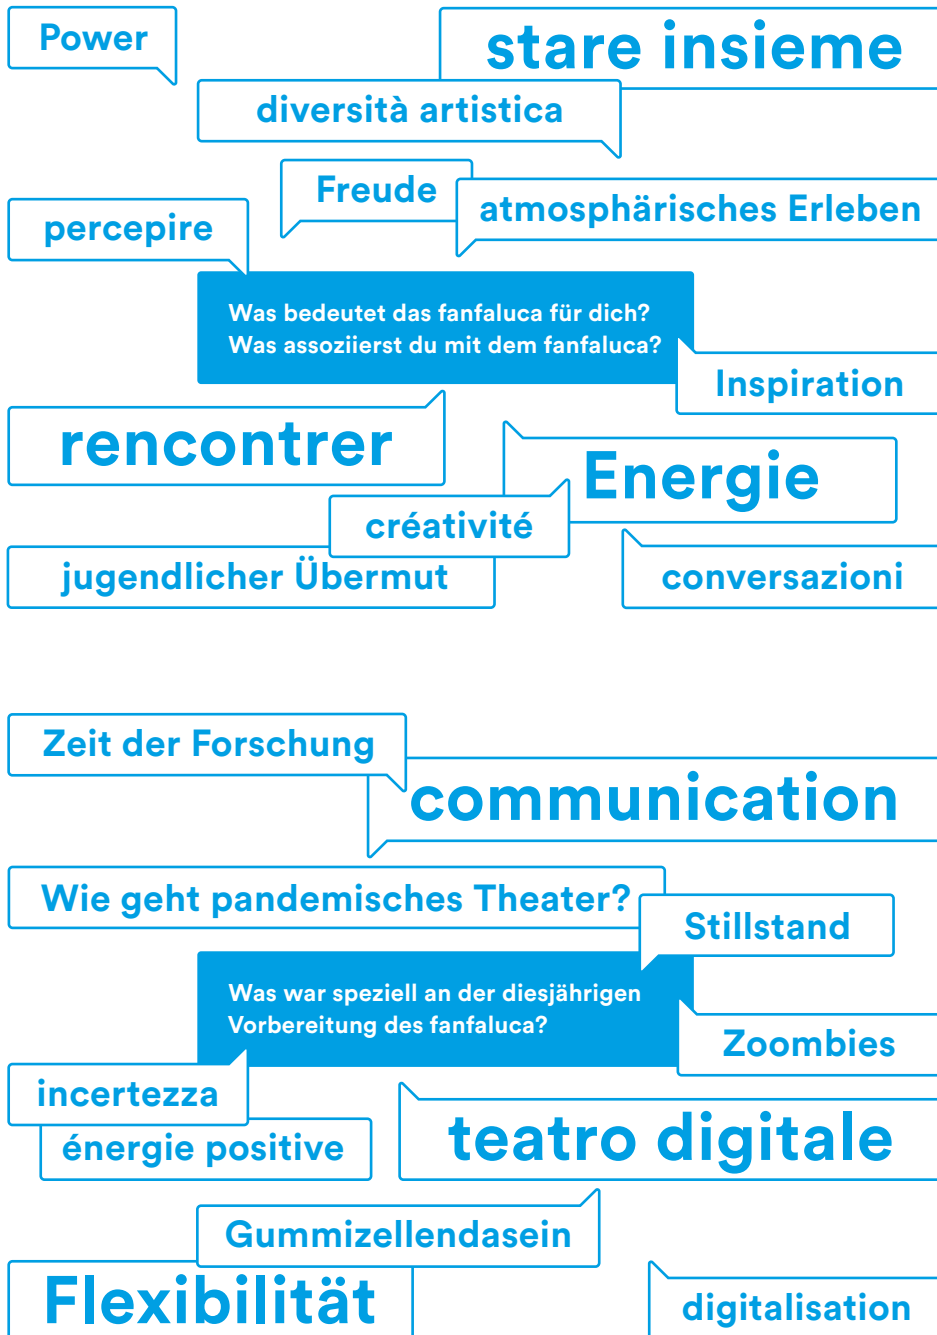 Power
stare insieme
diversità artistica
Freude
atmosphärisches Erleben
percepire
Was bedeutet das fanfaluca für dich?
Was assoziierst du mit dem fanfaluca?
Inspiration
rencontrer
Energie
créativité
jugendlicher Übermut
conversazioni
Zeit der Forschung
communication
Wie geht pandemisches Theater?
Stillstand
Was war speziell an der diesjährigen
Vorbereitung des fanfaluca?
Zoombies
incertezza
teatro digitale
énergie positive
Gummizellendasein
Flexibilität
digitalisation